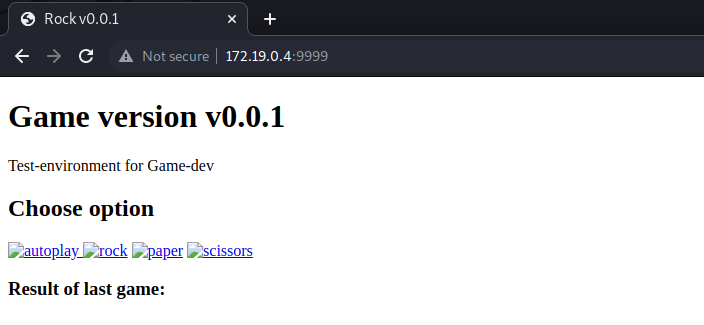 Rock v0.0.1
Not secure 172.19.0.4:9999
Game version v0.0.1
Test-environment for Game-dev
Choose option
autoplay rock paper scissors
Result of last game: